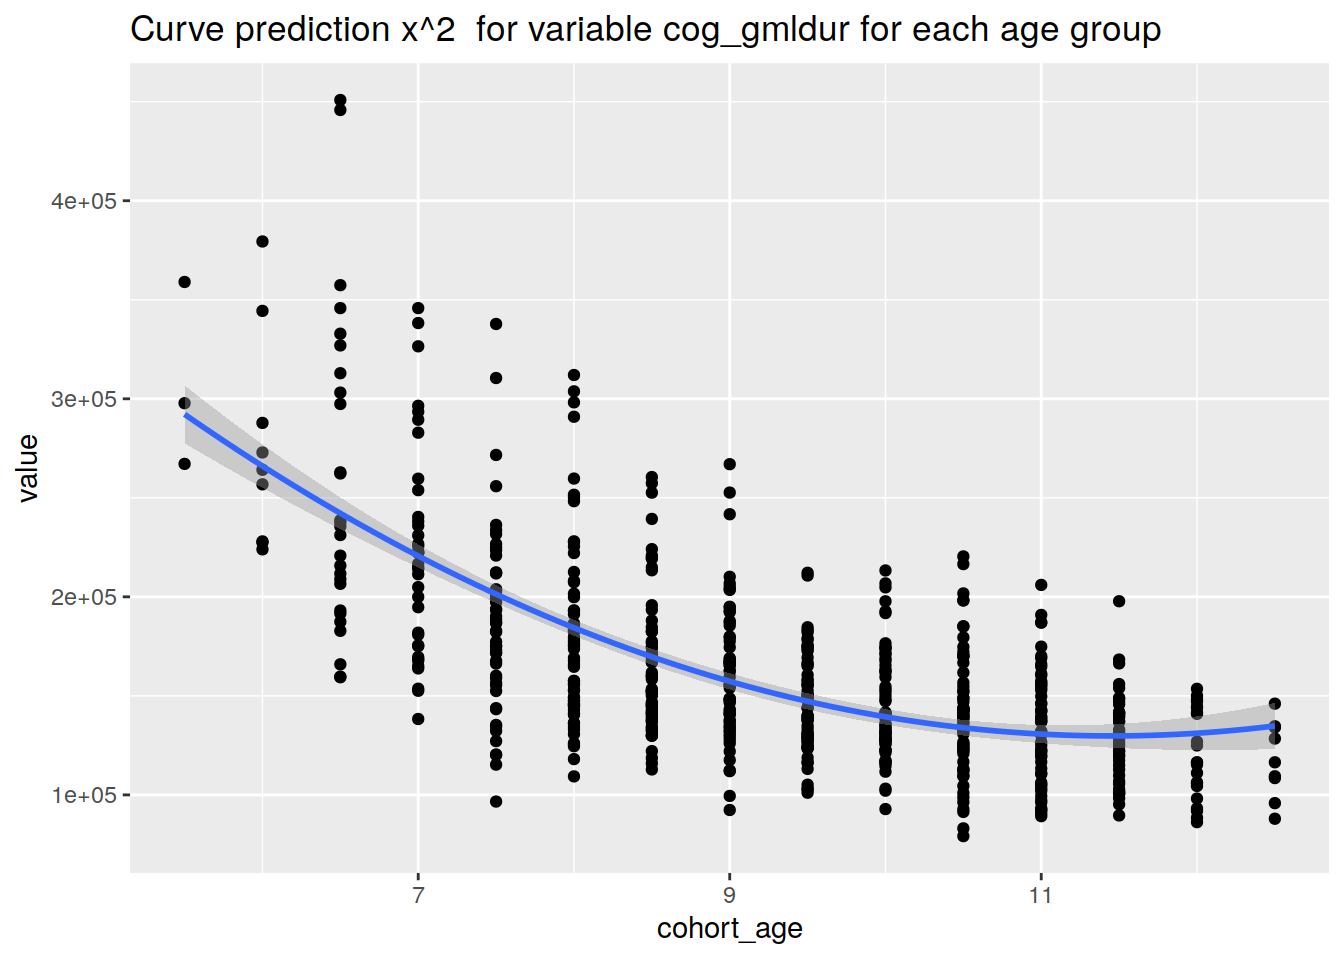 Curve prediction x^2  for variable cog_gmldur for each age group
4e+05
3e+05
2e+05
1e+05
value
7
9
11
cohort_age